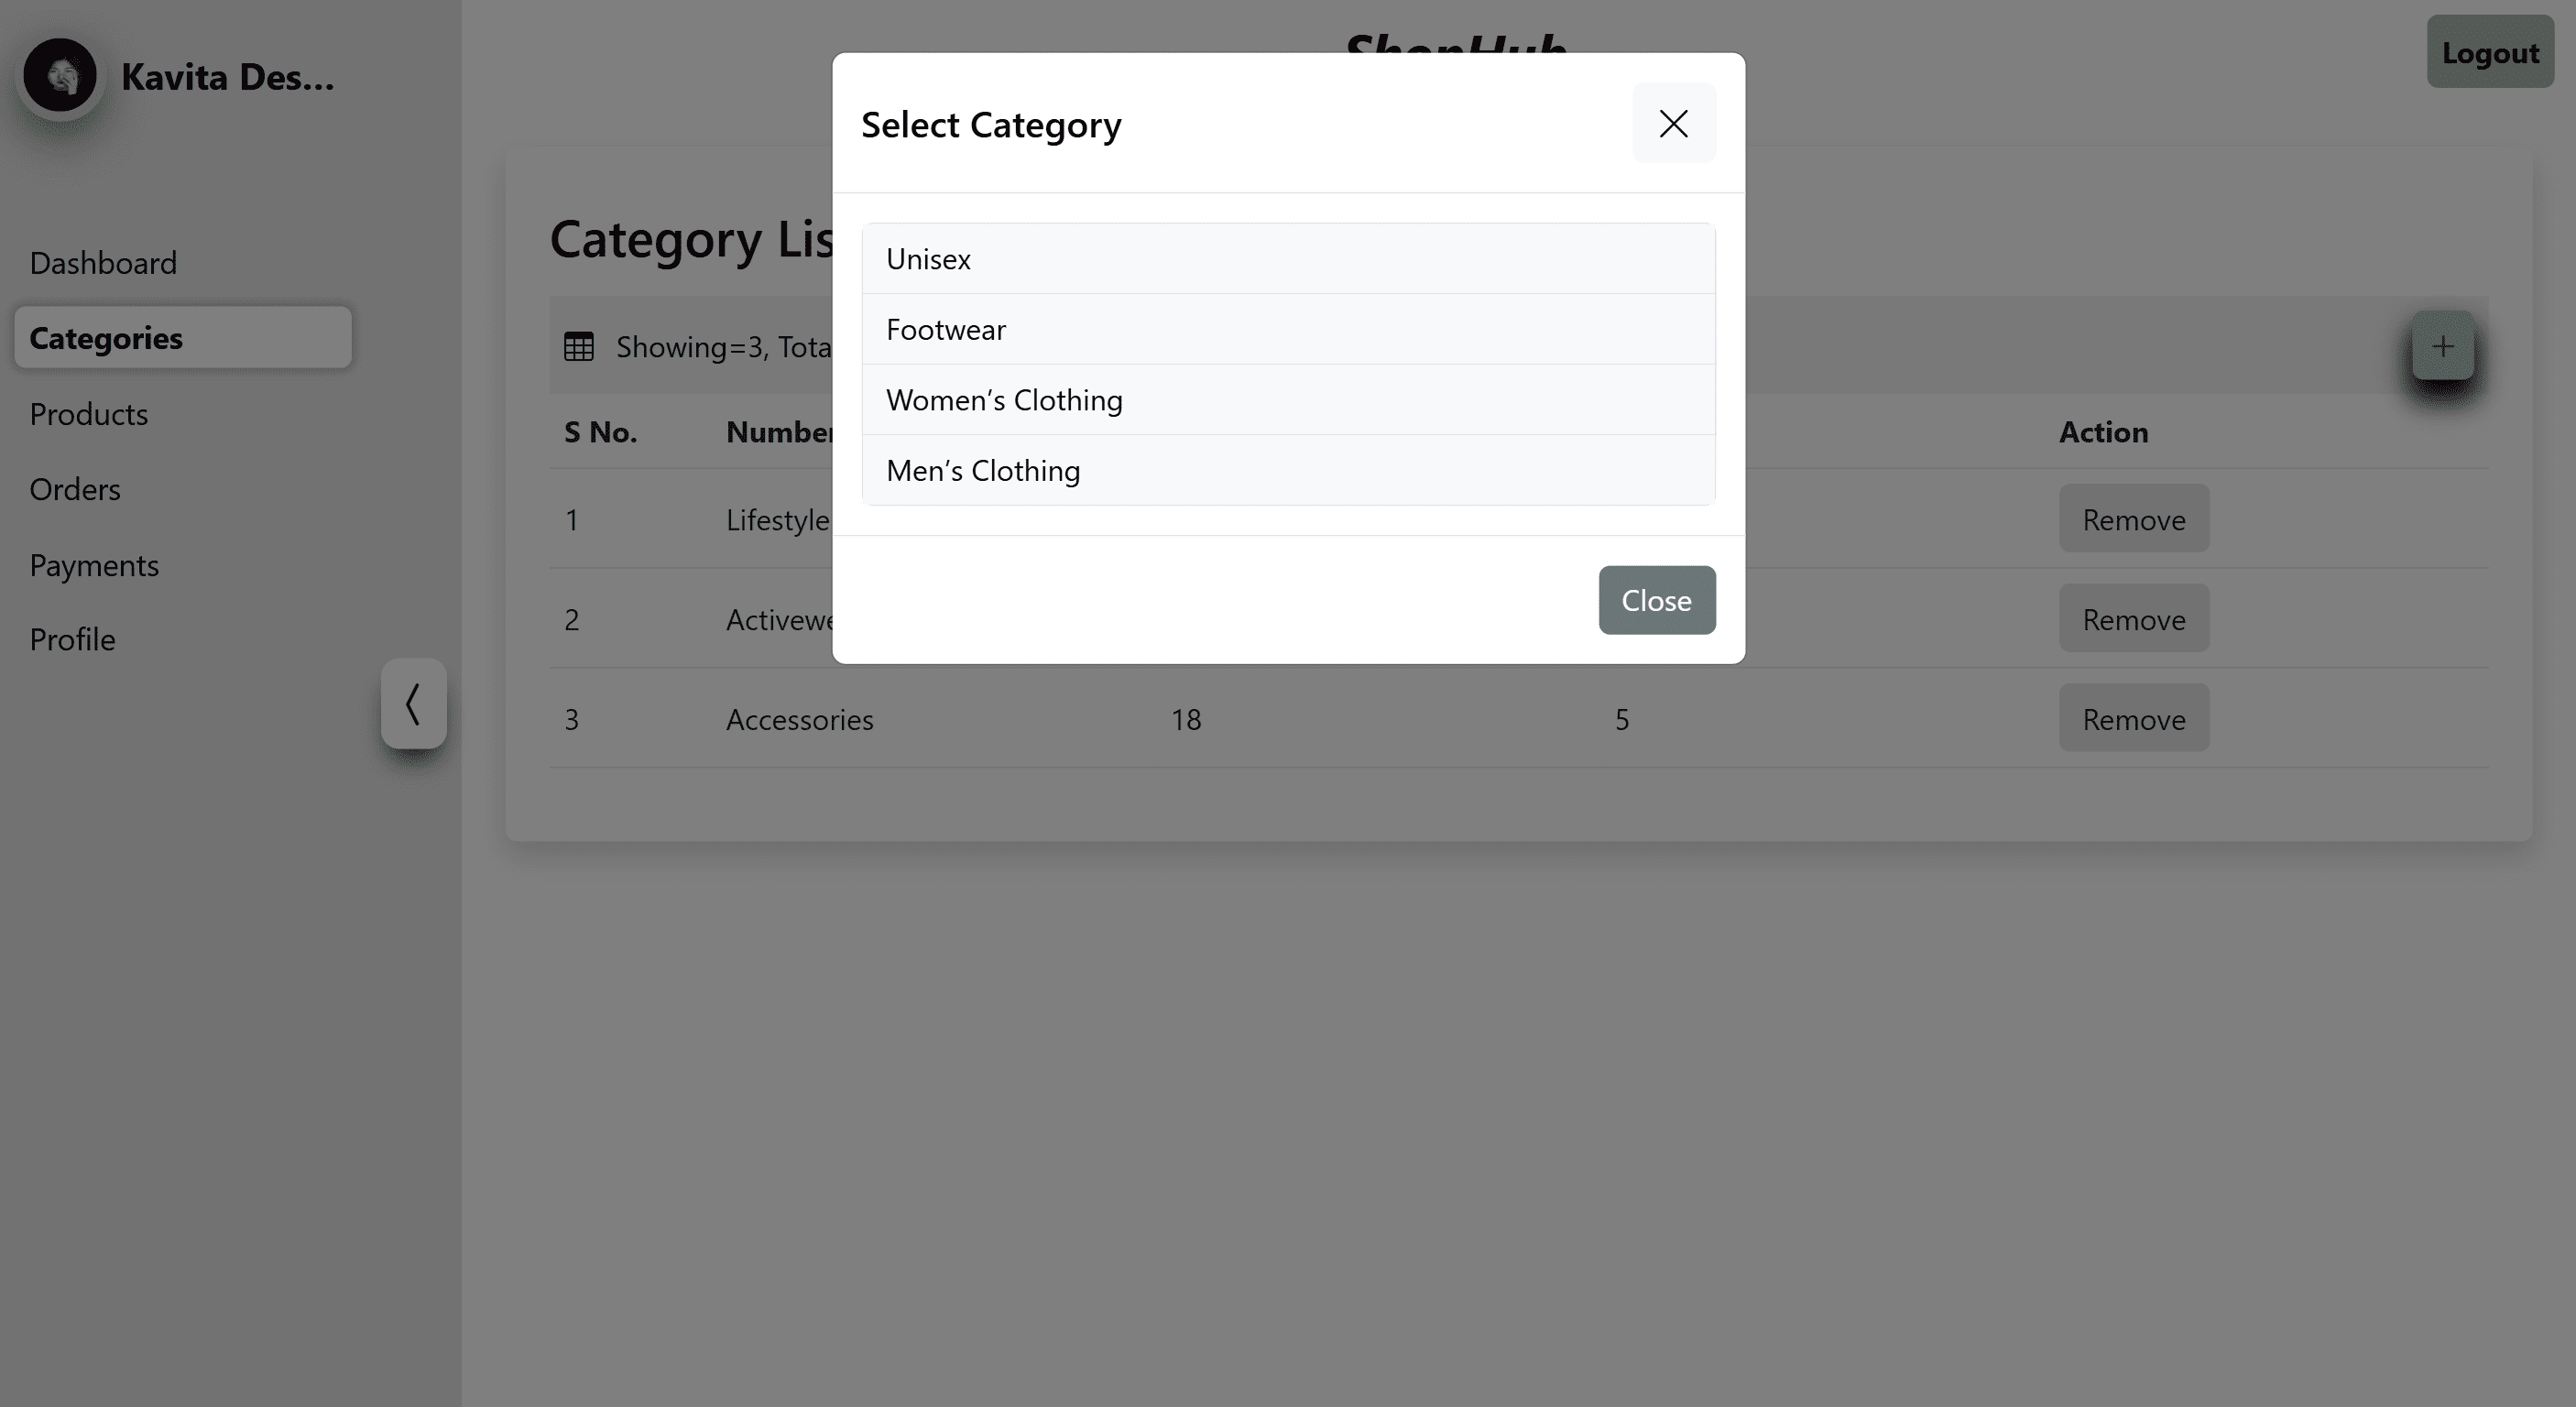 Kavita Des...
ShopHub
Logout
Dashboard
Categories
Products
Orders
Payments
Profile
Select Category
Unisex
Footwear
Women’s Clothing
Men’s Clothing
Close
Category Lis
Showing=3, Tota
S No. Number Action
1 Lifestyle Remove
2 Activewe Remove
3 Accessories 18 5 Remove